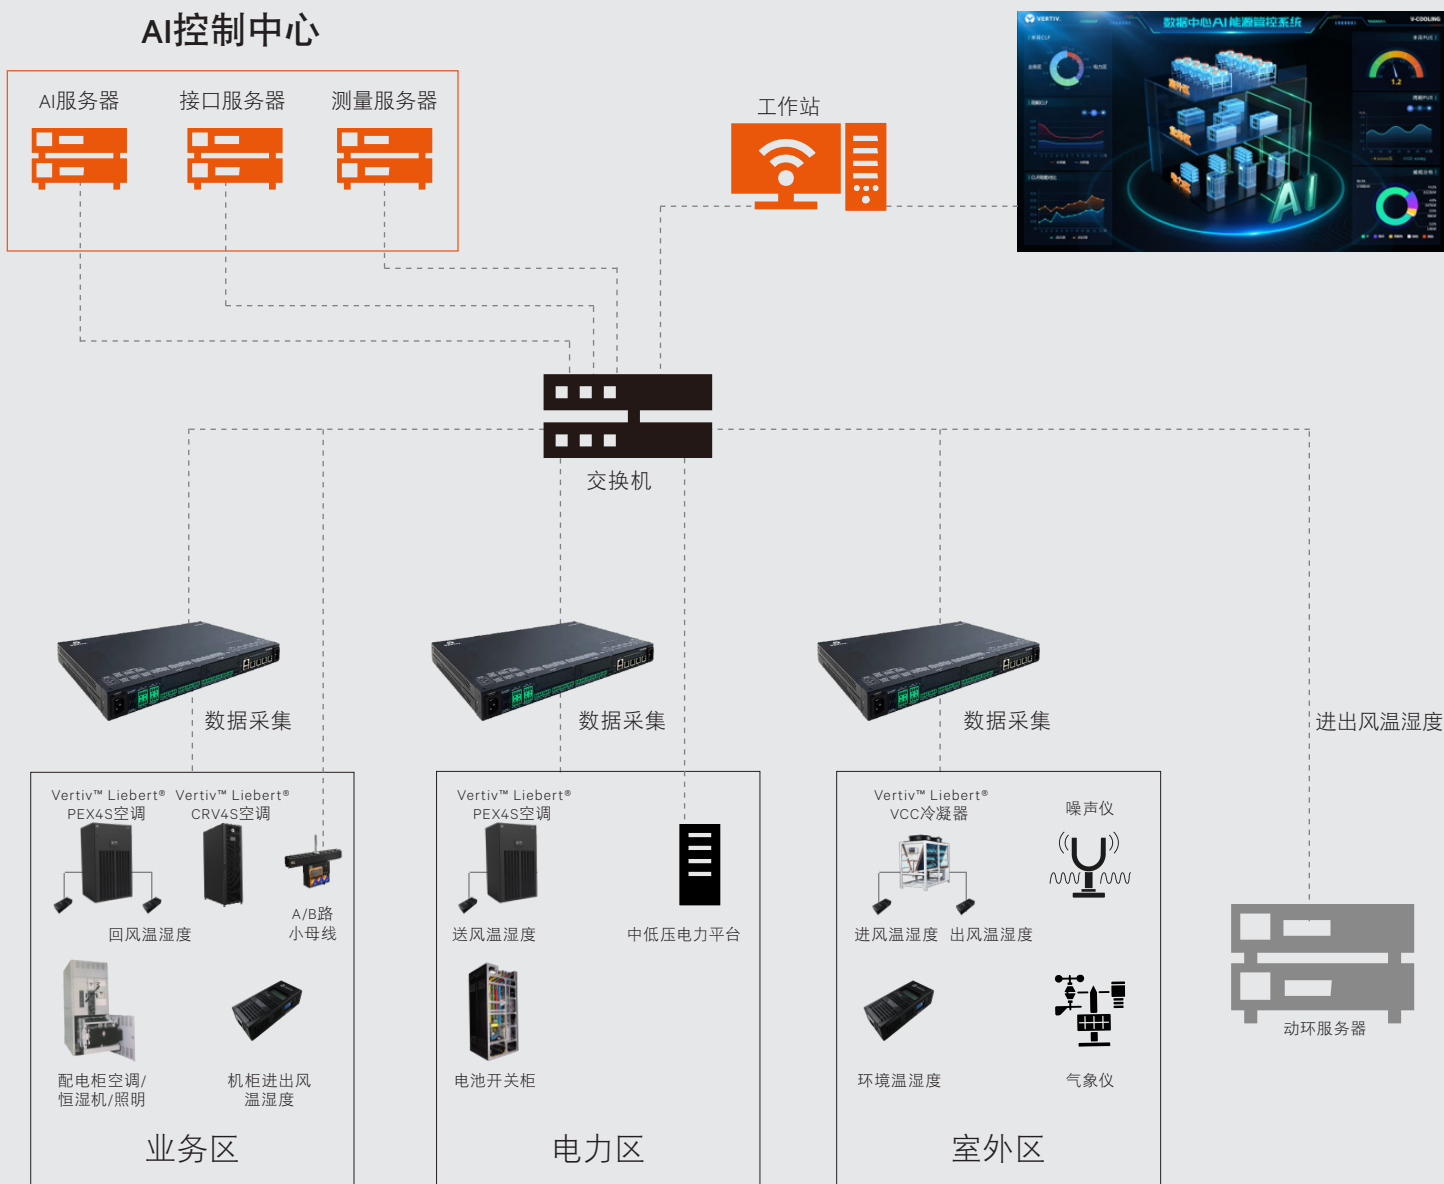 AI控制中心
AI服务器
接口服务器
测量服务器
工作站
VERTIV.
数据中心AI能源管控系统
V-COOLING
1.2
AI
交换机
数据采集
数据采集
数据采集
进出风温湿度
Vertiv™ Liebert®
PEX4S空调
Vertiv™ Liebert®
CRV4S空调
A/B路
小母线
回风温湿度
配电柜空调/
恒湿机/照明
机柜进出风
温湿度
业务区
Vertiv™ Liebert®
PEX4S空调
送风温湿度
中低压电力平台
电池开关柜
电力区
Vertiv™ Liebert®
VCC冷凝器
噪声仪
进风温湿度
出风温湿度
环境温湿度
气象仪
室外区
动环服务器